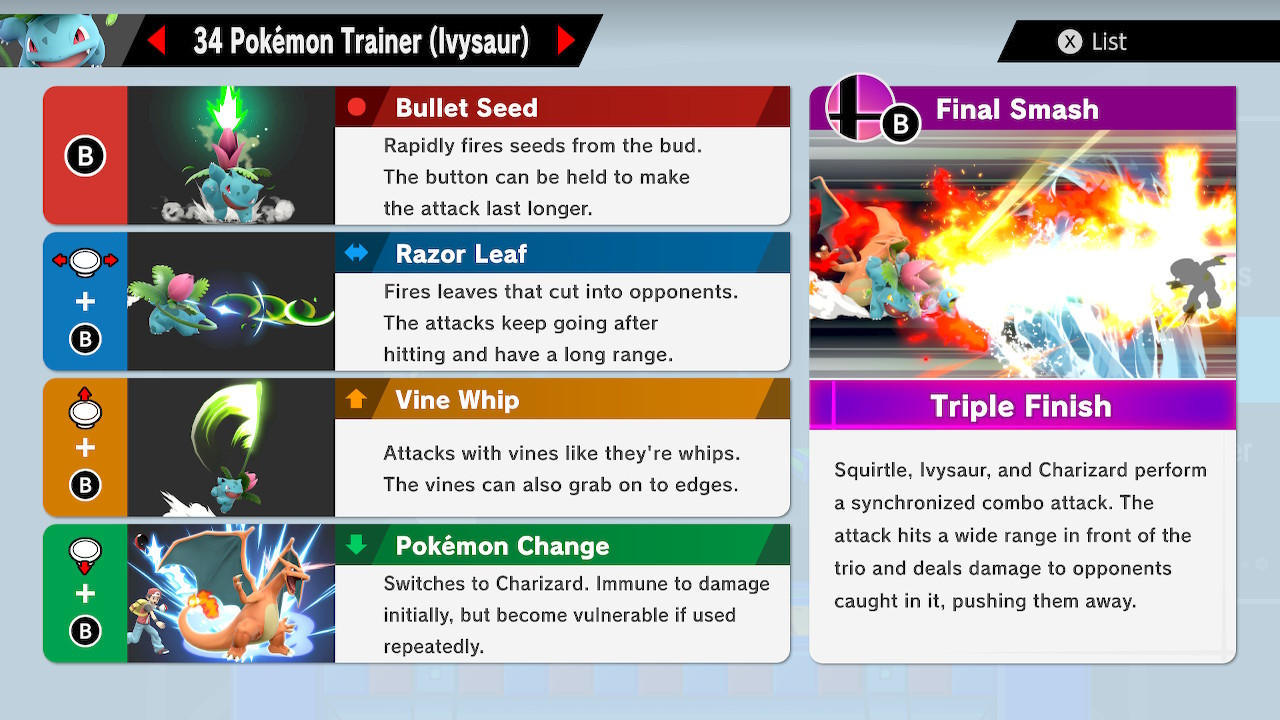 34 Pokémon Trainer (Ivysaur)
X List
B
Bullet Seed
Rapidly fires seeds from the bud.
The button can be held to make
the attack last longer.
+
B
Razor Leaf
Fires leaves that cut into opponents.
The attacks keep going after
hitting and have a long range.
+
B
Vine Whip
Attacks with vines like they're whips.
The vines can also grab on to edges.
+
B
Pokémon Change
Switches to Charizard. Immune to damage
initially, but become vulnerable if used
repeatedly.
B
Final Smash
Triple Finish
Squirtle, Ivysaur, and Charizard perform
a synchronized combo attack. The
attack hits a wide range in front of the
trio and deals damage to opponents
caught in it, pushing them away.